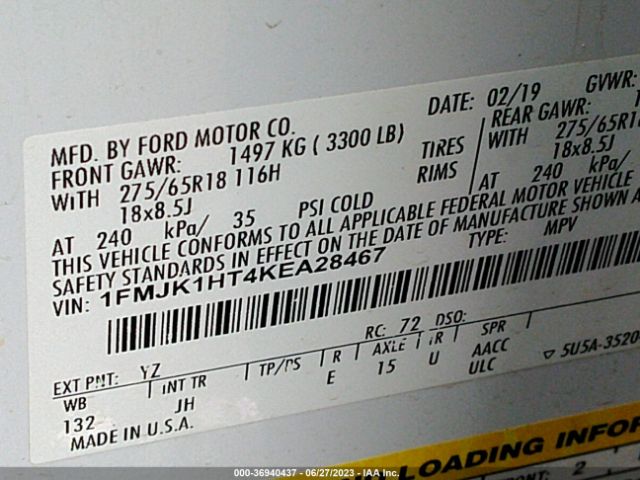 DATE: 02/19 GVWR:
MFD. BY FORD MOTOR CO.
FRONT GAWR: 1497 KG ( 3300 LB) REAR GAWR:
WITH 275/65R18 116H TIRES WITH 275/65R18
18x8.5J RIMS 18x8.5J
AT 240 kPa/ 35 PSI COLD AT 240 kPa/
THIS VEHICLE CONFORMS TO ALL APPLICABLE FEDERAL MOTOR VEHICLE
SAFETY STANDARDS IN EFFECT ON THE DATE OF MANUFACTURE SHOWN A
VIN: 1FMJK1HT4KEA28467 TYPE: MPV
EXT PNT: YZ RC: 72 DSO:
WB INT TR TP/PS R AXLE TR SPR
132 JH E 15 U AACC
ULC 5U5A-3520
MADE IN U.S.A.
LOADING INFOR
FRONT: 2
000-36940437 - 06/27/2023 - IAA Inc.